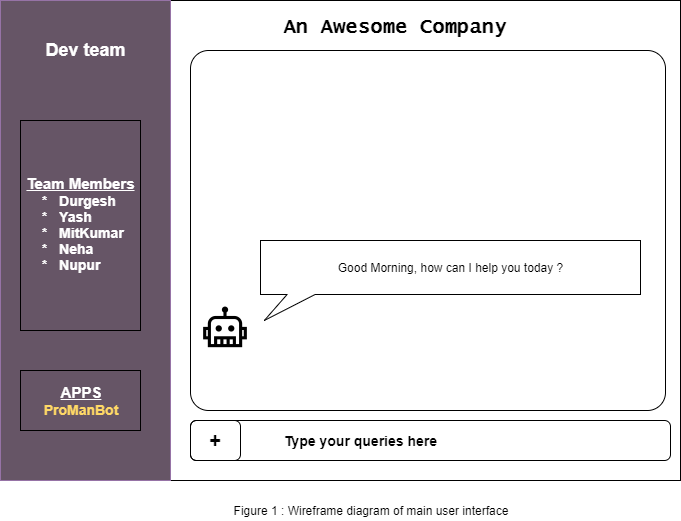 An Awesome Company
Dev team
Team Members
* Durgesh
* Yash
* MitKumar
* Neha
* Nupur
APPS
ProManBot
Good Morning, how can I help you today ?
+ Type your queries here
Figure 1 : Wireframe diagram of main user interface